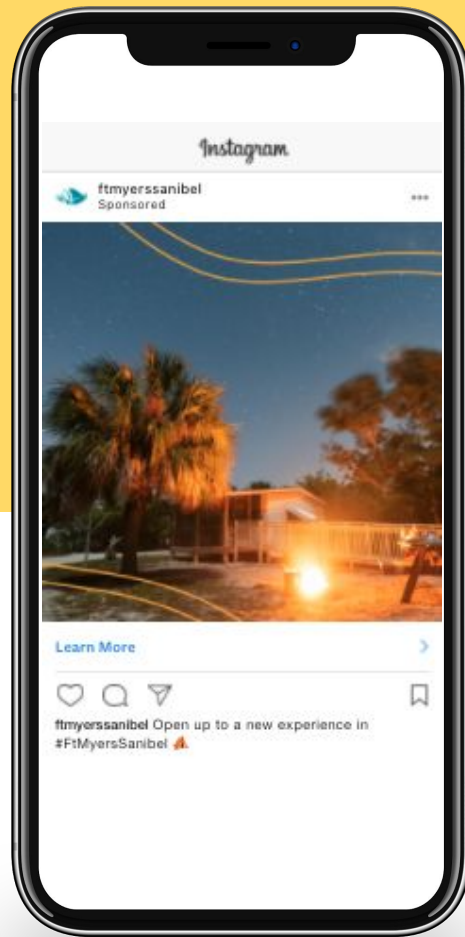 Instagram
ftmyerssanibel
Sponsored
Learn More
ftmyerssanibel Open up to a new experience in
#FtMyersSanibel